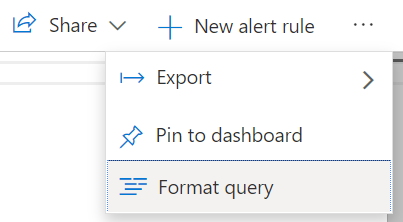 Share
New alert rule
Export
Pin to dashboard
Format query